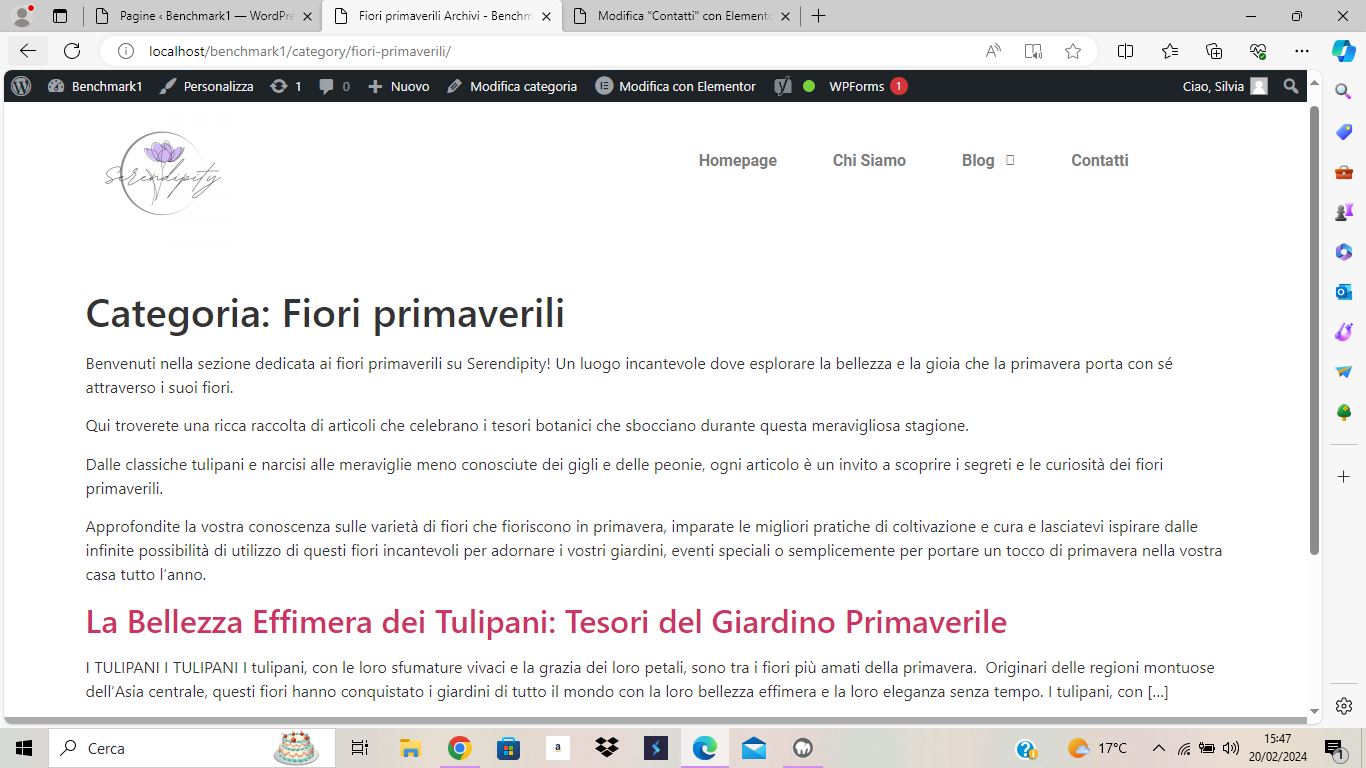 Pagine ‹ Benchmark1 — WordPre
Fiori primaverili Archivi - Benchm
Modifica "Contatti" con Elemento
localhost/benchmark1/category/fiori-primaverili/
Benchmark1 Personalizza 1 0 Nuovo Modifica categoria Modifica con Elementor WPForms 1 Ciao, Silvia
Serendipity
Homepage Chi Siamo Blog Contatti
Categoria: Fiori primaverili
Benvenuti nella sezione dedicata ai fiori primaverili su Serendipity! Un luogo incantevole dove esplorare la bellezza e la gioia che la primavera porta con sé
attraverso i suoi fiori.
Qui troverete una ricca raccolta di articoli che celebrano i tesori botanici che sbocciano durante questa meravigliosa stagione.
Dalle classiche tulipani e narcisi alle meraviglie meno conosciute dei gigli e delle peonie, ogni articolo è un invito a scoprire i segreti e le curiosità dei fiori
primaverili.
Approfondite la vostra conoscenza sulle varietà di fiori che fioriscono in primavera, imparate le migliori pratiche di coltivazione e cura e lasciatevi ispirare dalle
infinite possibilità di utilizzo di questi fiori incantevoli per adornare i vostri giardini, eventi speciali o semplicemente per portare un tocco di primavera nella vostra
casa tutto l’anno.
La Bellezza Effimera dei Tulipani: Tesori del Giardino Primaverile
I TULIPANI I TULIPANI I tulipani, con le loro sfumature vivaci e la grazia dei loro petali, sono tra i fiori più amati della primavera.  Originari delle regioni montuose
dell’Asia centrale, questi fiori hanno conquistato i giardini di tutto il mondo con la loro bellezza effimera e la loro eleganza senza tempo. I tulipani, con […]
Cerca
a
17°C
15:47
20/02/2024
1